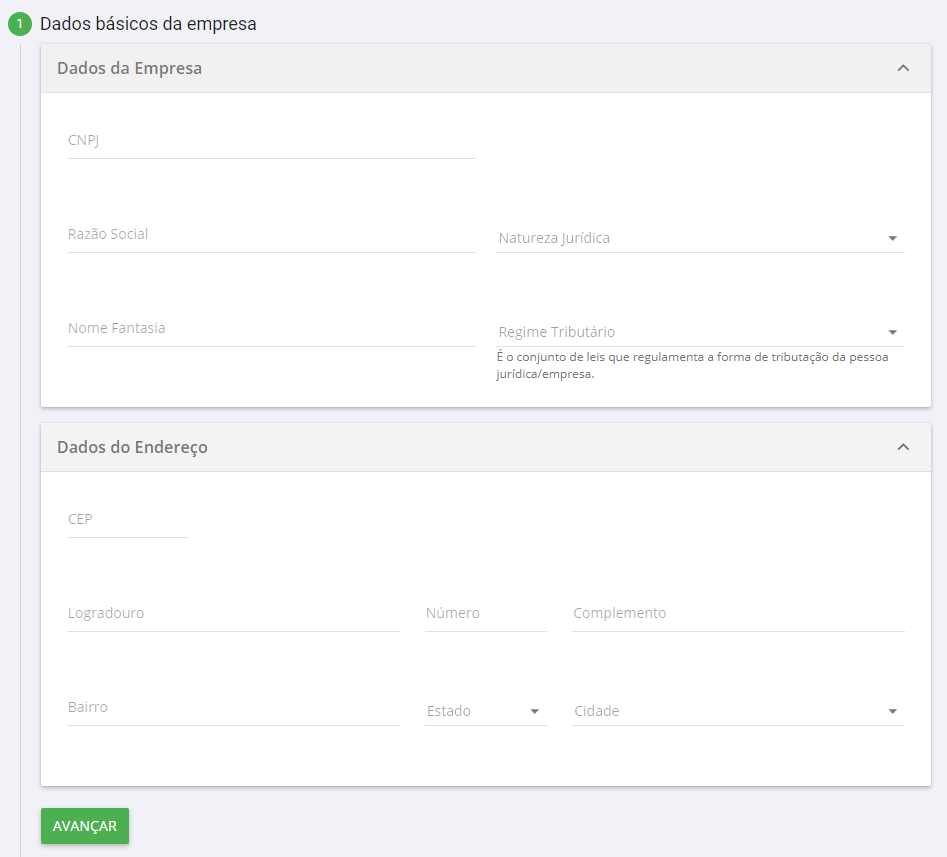 1 Dados básicos da empresa
Dados da Empresa
CNPJ
Razão Social Natureza Jurídica
Nome Fantasia Regime Tributário
É o conjunto de leis que regulamenta a forma de tributação da pessoa
jurídica/empresa.
Dados do Endereço
CEP
Logradouro Número Complemento
Bairro Estado Cidade
AVANÇAR